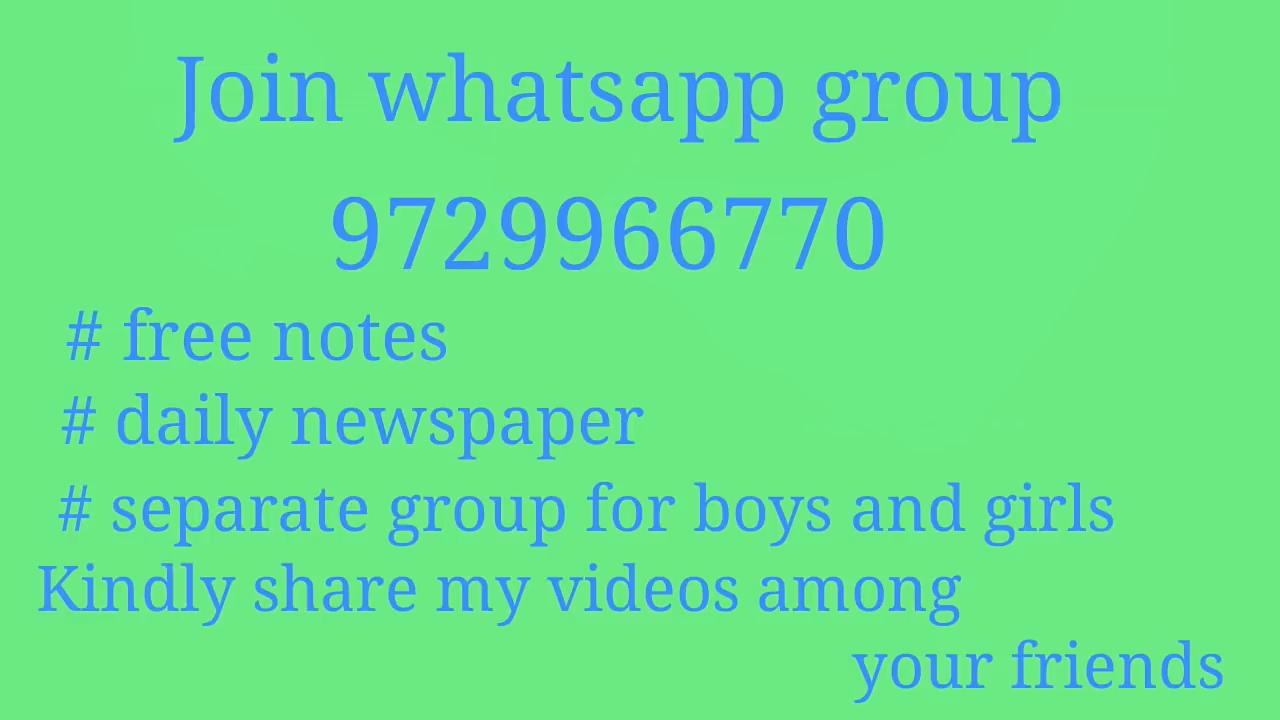 Join whatsapp group
9729966770
# free notes
# daily newspaper
# separate group for boys and girls
Kindly share my videos among
your friends